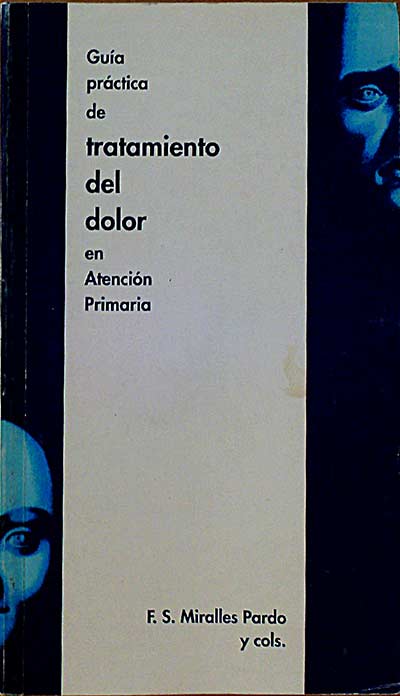 Guía
práctica
de
tratamiento
del
dolor
en
Atención
Primaria
F. S. Miralles Pardo
y cols.